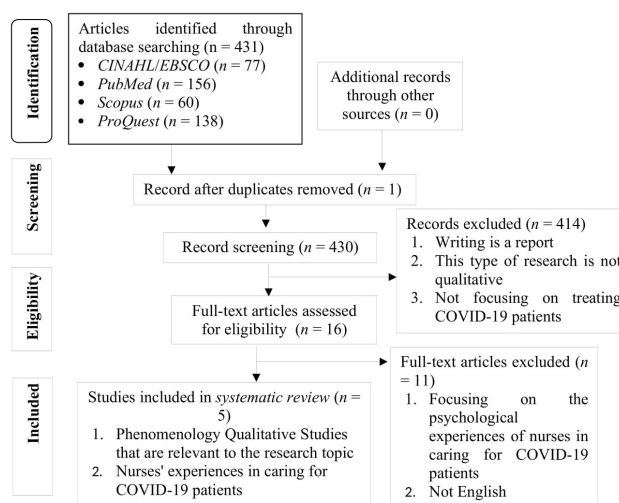 Identification
Articles identified through
database searching (n = 431)
• CINAHL/EBSCO (n = 77)
• PubMed (n = 156)
• Scopus (n = 60)
• ProQuest (n = 138)
Additional records
through other
sources (n = 0)
Screening
Record after duplicates removed (n = 1)
Record screening (n = 430)
Records excluded (n = 414)
1. Writing is a report
2. This type of research is not
qualitative
3. Not focusing on treating
COVID-19 patients
Eligibility
Full-text articles assessed
for eligibility (n = 16)
Full-text articles excluded (n
= 11)
1. Focusing on the
psychological
experiences of nurses in
caring for COVID-19
patients
2. Not English
Included
Studies included in systematic review (n =
5)
1. Phenomenology Qualitative Studies
that are relevant to the research topic
2. Nurses' experiences in caring for
COVID-19 patients